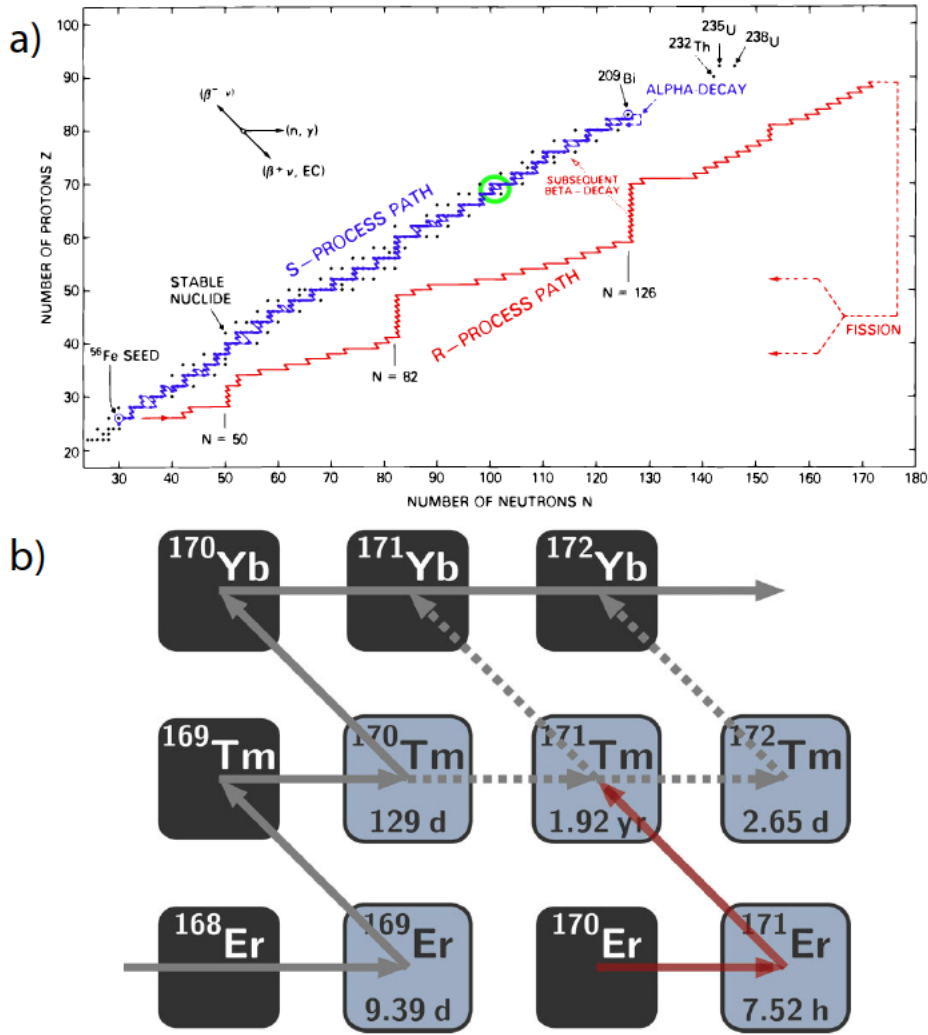 a)
100
90
80
70
60
50
40
30
20
NUMBER OF PROTONS Z
(β⁻ ν)
(n, γ)
(β⁺ ν, EC)
235U
232Th
238U
209Bi
ALPHA-DECAY
SUBSEQUENT
BETA-DECAY
S-PROCESS PATH
STABLE
NUCLIDE
R-PROCESS PATH
N = 126
FISSION
56Fe SEED
N = 82
N = 50
30 40 50 60 70 80 90 100 110 120 130 140 150 160 170 180
NUMBER OF NEUTRONS N
b)
170Yb 171Yb 172Yb
169Tm 170Tm 171Tm 172Tm
129 d 1.92 yr 2.65 d
168Er 169Er 170Er 171Er
9.39 d 7.52 h